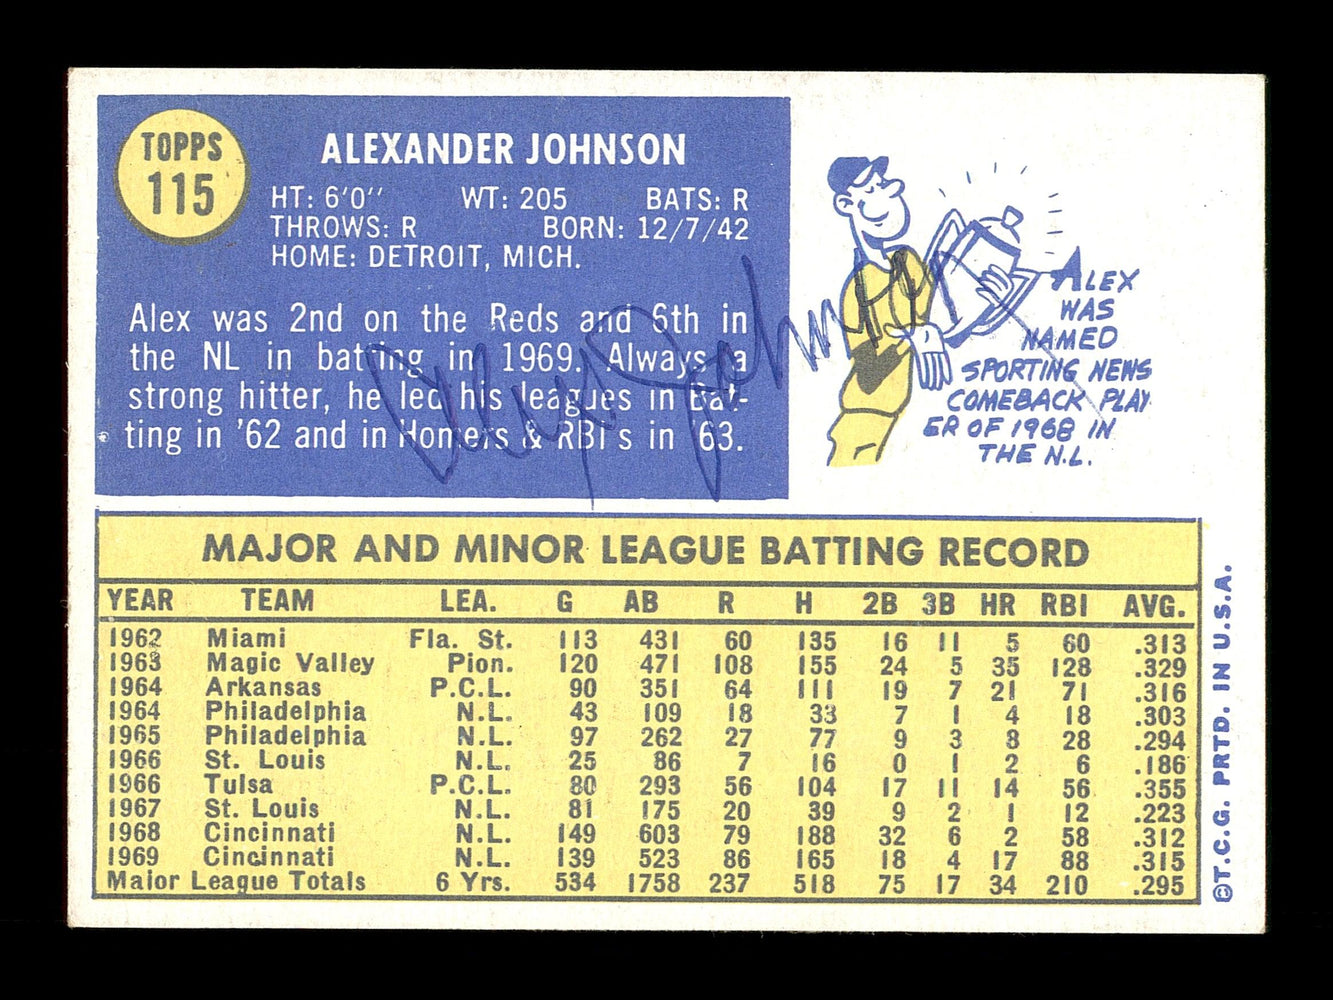 TOPPS
115
ALEXANDER JOHNSON
HT: 6'0'' WT: 205 BATS: R
THROWS: R BORN: 12/7/42
HOME: DETROIT, MICH.
Alex was 2nd on the Reds and 6th in
the NL in batting in 1969. Always a
strong hitter, he led his leagues in Bat-
ting in '62 and in Homers & RBI's in '63.
Alex Johnson
ALEX
WAS
NAMED
SPORTING NEWS
COMEBACK PLAY
ER OF 1968 IN
THE N.L.
MAJOR AND MINOR LEAGUE BATTING RECORD
YEAR TEAM LEA. G AB R H 2B 3B HR RBI AVG.
1962 Miami Fla. St. 113 431 60 135 16 11 5 60 .313
1963 Magic Valley Pion. 120 471 108 155 24 5 35 128 .329
1964 Arkansas P.C.L. 90 351 64 111 19 7 21 71 .316
1964 Philadelphia N.L. 43 109 18 33 7 1 4 18 .303
1965 Philadelphia N.L. 97 262 27 77 9 3 8 28 .294
1966 St. Louis N.L. 25 86 7 16 0 1 2 6 .186
1966 Tulsa P.C.L. 80 293 56 104 17 11 14 56 .355
1967 St. Louis N.L. 81 175 20 39 9 2 1 12 .223
1968 Cincinnati N.L. 149 603 79 188 32 6 2 58 .312
1969 Cincinnati N.L. 139 523 86 165 18 4 17 88 .315
Major League Totals 6 Yrs. 534 1758 237 518 75 17 34 210 .295
©T.C.G. PRTD. IN U.S.A.